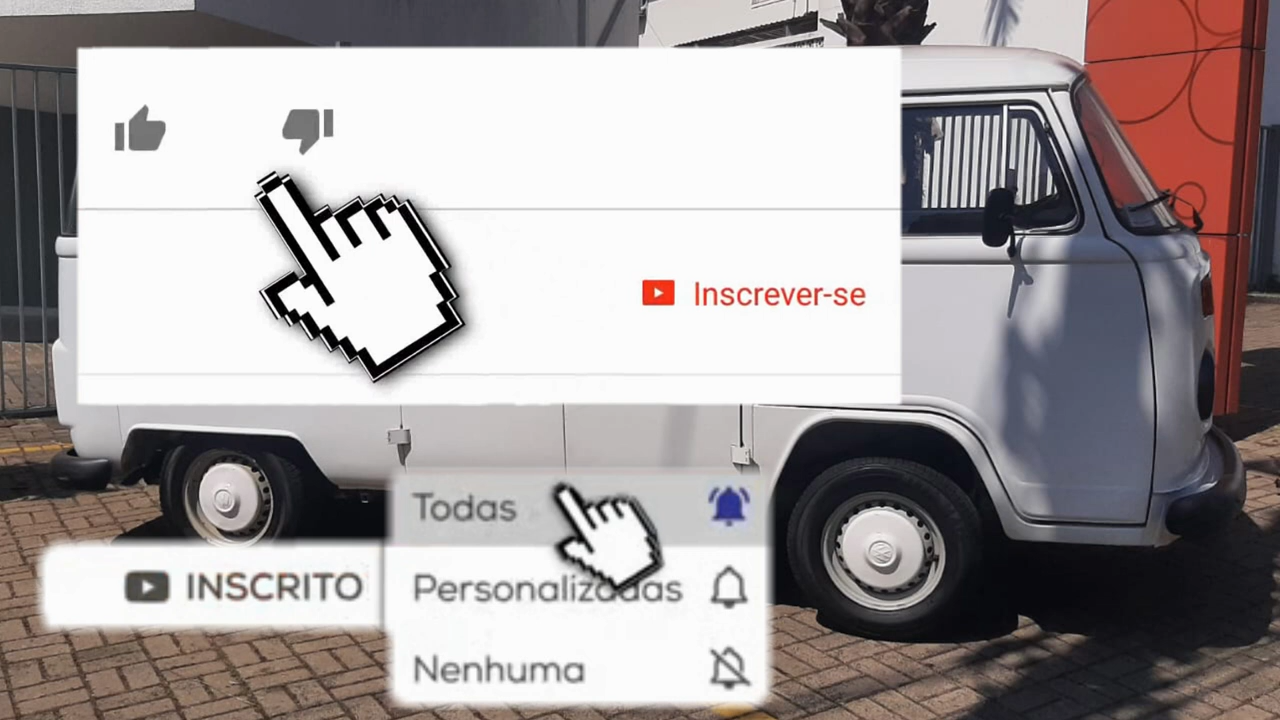 Inscrever-se
Todas
INSCRITO
Personalizadas
Nenhuma